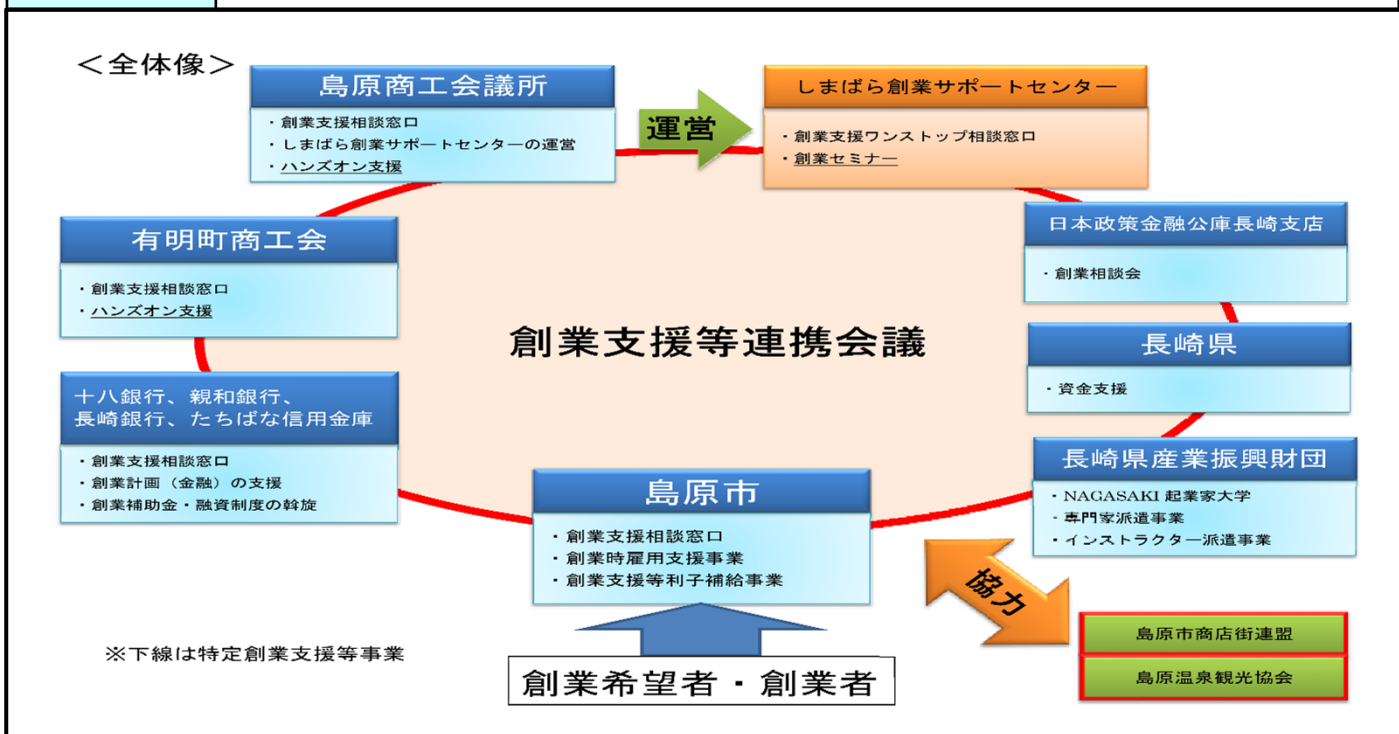 ＜全体像＞
島原商工会議所
・創業支援相談窓口
・しまばら創業サポートセンターの運営
・ハンズオン支援
運営
しまばら創業サポートセンター
・創業支援ワンストップ相談窓口
・創業セミナー
有明町商工会
・創業支援相談窓口
・ハンズオン支援
日本政策金融公庫長崎支店
・創業相談会
創業支援等連携会議
長崎県
・資金支援
十八銀行、親和銀行、
長崎銀行、たちばな信用金庫
・創業支援相談窓口
・創業計画（金融）の支援
・創業補助金・融資制度の斡旋
島原市
・創業支援相談窓口
・創業時雇用支援事業
・創業支援等利子補給事業
長崎県産業振興財団
・NAGASAKI 起業家大学
・専門家派遣事業
・インストラクター派遣事業
協力
島原市商店街連盟
島原温泉観光協会
※下線は特定創業支援等事業
創業希望者・創業者